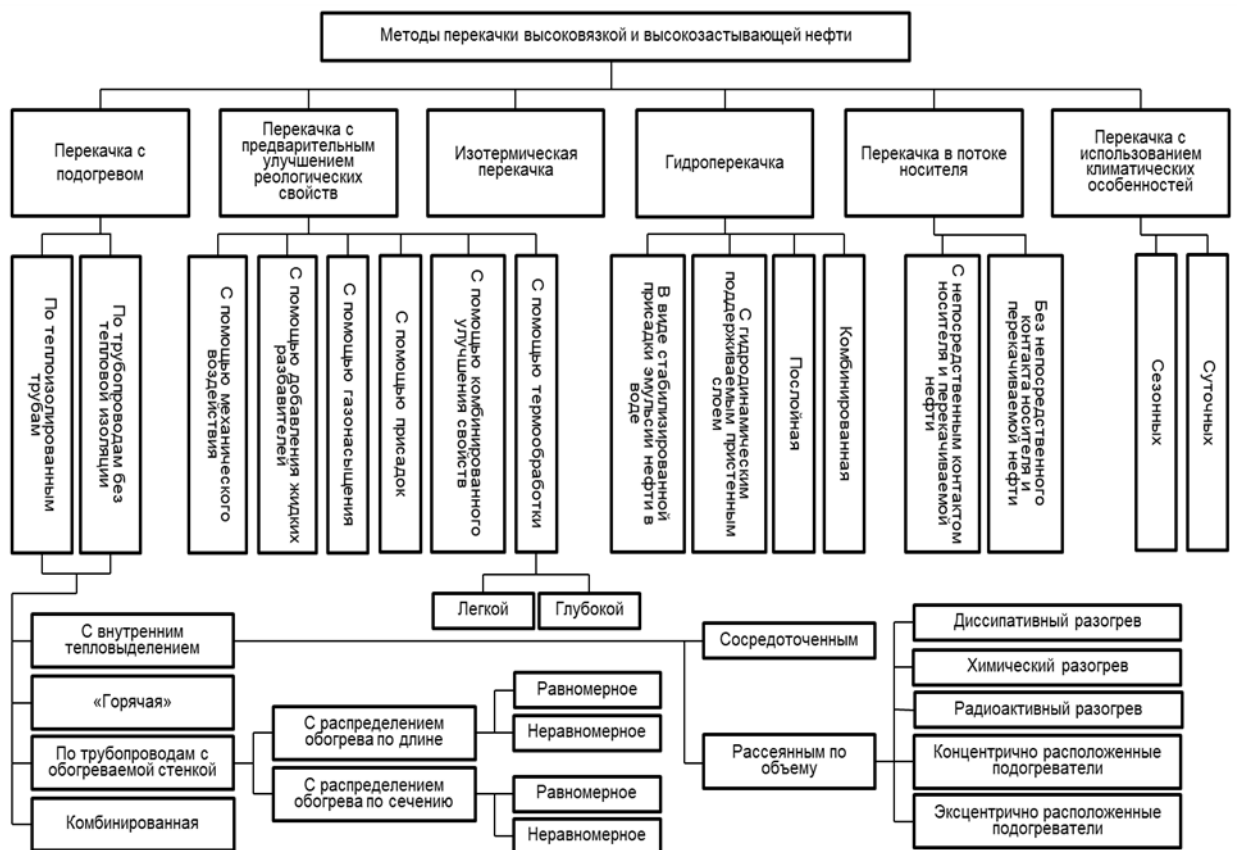 Методы перекачки высоковязкой и высокозастывающей нефти
Перекачка с
подогревом
Перекачка с
предварительным
улучшением
реологических
свойств
Изотермическая
перекачка
Гидроперекачка
Перекачка в потоке
носителя
Перекачка с
использованием
климатических
особенностей
По теплоизолированным
трубам
По трубопроводам без
тепловой изоляции
С помощью механического
воздействия
С помощью добавления жидких
разбавителей
С помощью газонасыщения
С помощью присадок
С помощью комбинированного
улучшения свойств
С помощью термообработки
В виде стабилизированной
присадки эмульсии нефти в
воде
С гидродинамическим
поддерживаемым пристенным
слоем
Послойная
Комбинированная
С непосредственным контактом
носителя и перекачиваемой
нефти
Без непосредственного
контакта носителя и
перекачиваемой нефти
Сезонных
Суточных
Легкой
Глубокой
С внутренним
тепловыделением
«Горячая»
По трубопроводам с
обогреваемой стенкой
Комбинированная
С распределением
обогрева по длине
С распределением
обогрева по сечению
Равномерное
Неравномерное
Равномерное
Неравномерное
Сосредоточенным
Рассеянным по
объему
Диссипативный разогрев
Химический разогрев
Радиоактивный разогрев
Концентрично расположенные
подогреватели
Эксцентрично расположенные
подогреватели